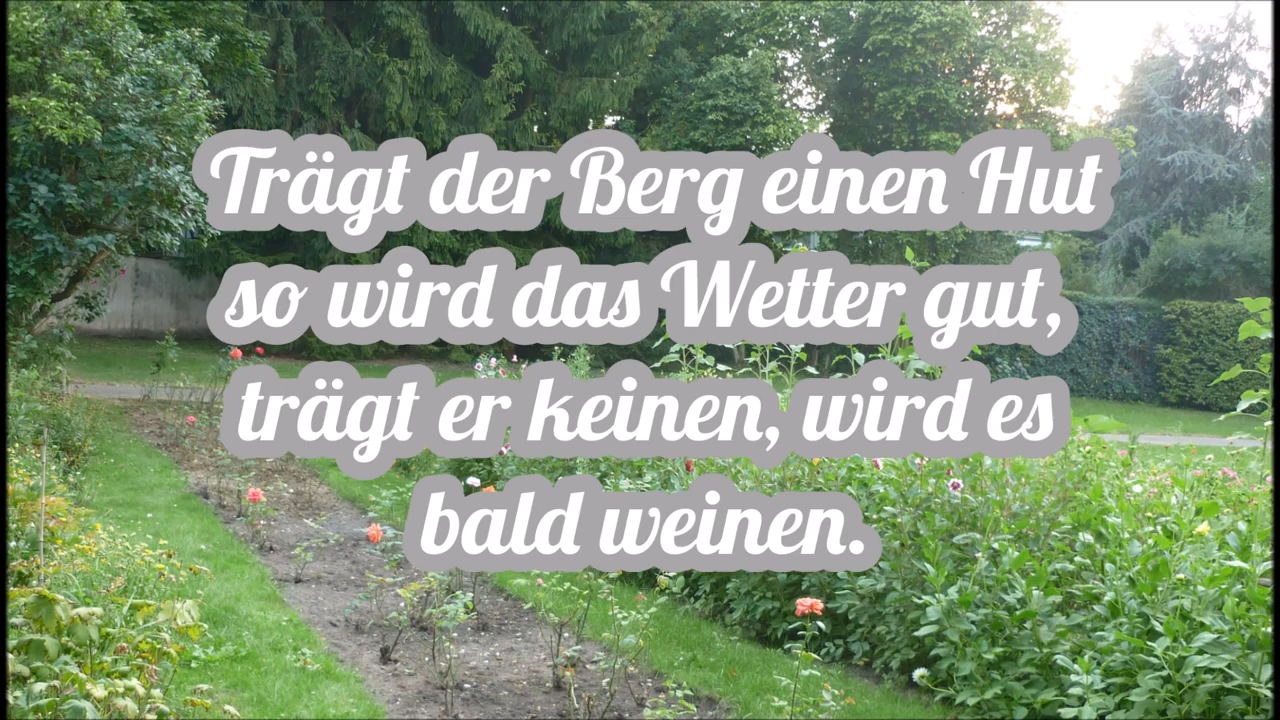 Trägt der Berg einen Hut
so wird das Wetter gut,
trägt er keinen, wird es
bald weinen.